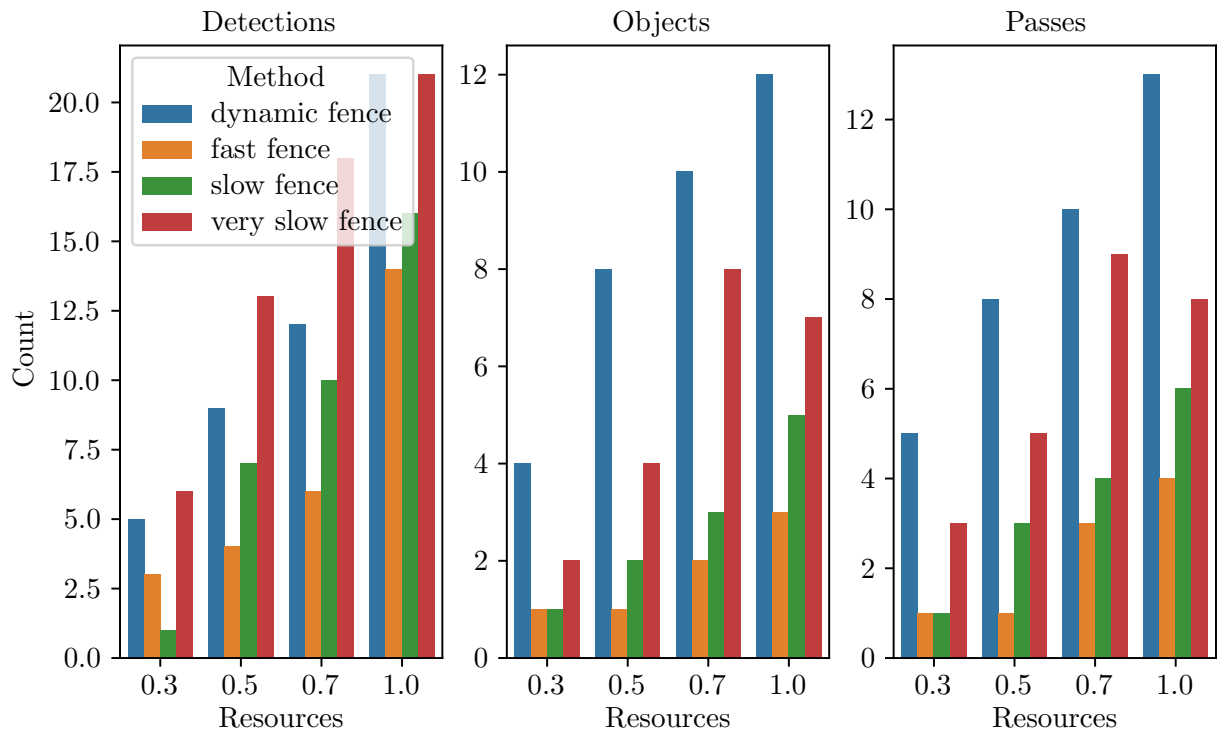 Detections
Objects
Passes
Count
20.0
17.5
15.0
12.5
10.0
7.5
5.0
2.5
0.0
Method
dynamic fence
fast fence
slow fence
very slow fence
0.3 0.5 0.7 1.0
Resources
12
10
8
6
4
2
0
0.3 0.5 0.7 1.0
Resources
12
10
8
6
4
2
0
0.3 0.5 0.7 1.0
Resources